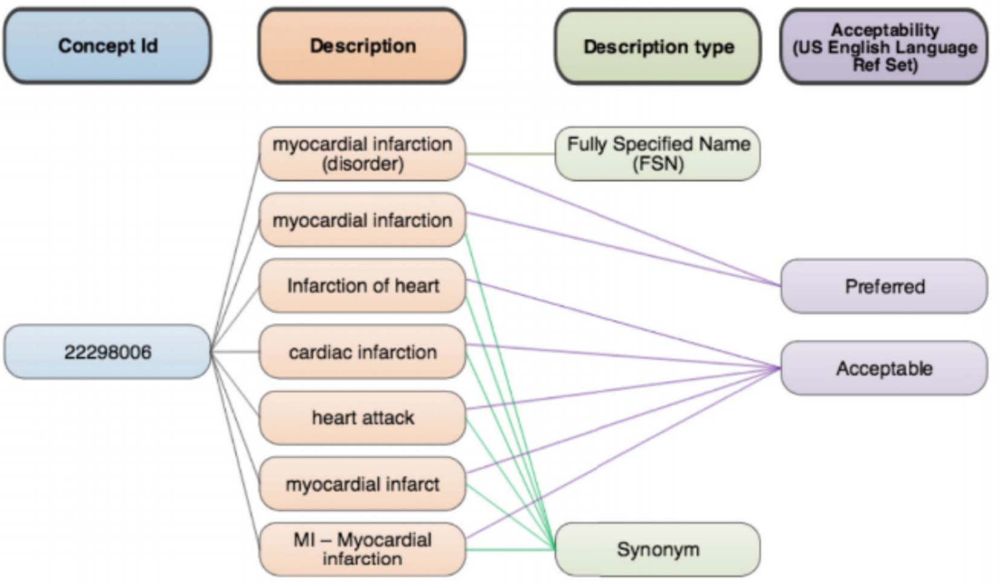 Concept Id
Description
Description type
Acceptability
(US English Language
Ref Set)
myocardial infarction
(disorder)
Fully Specified Name
(FSN)
myocardial infarction
Infarction of heart
Preferred
22298006
cardiac infarction
Acceptable
heart attack
myocardial infarct
MI – Myocardial
infarction
Synonym